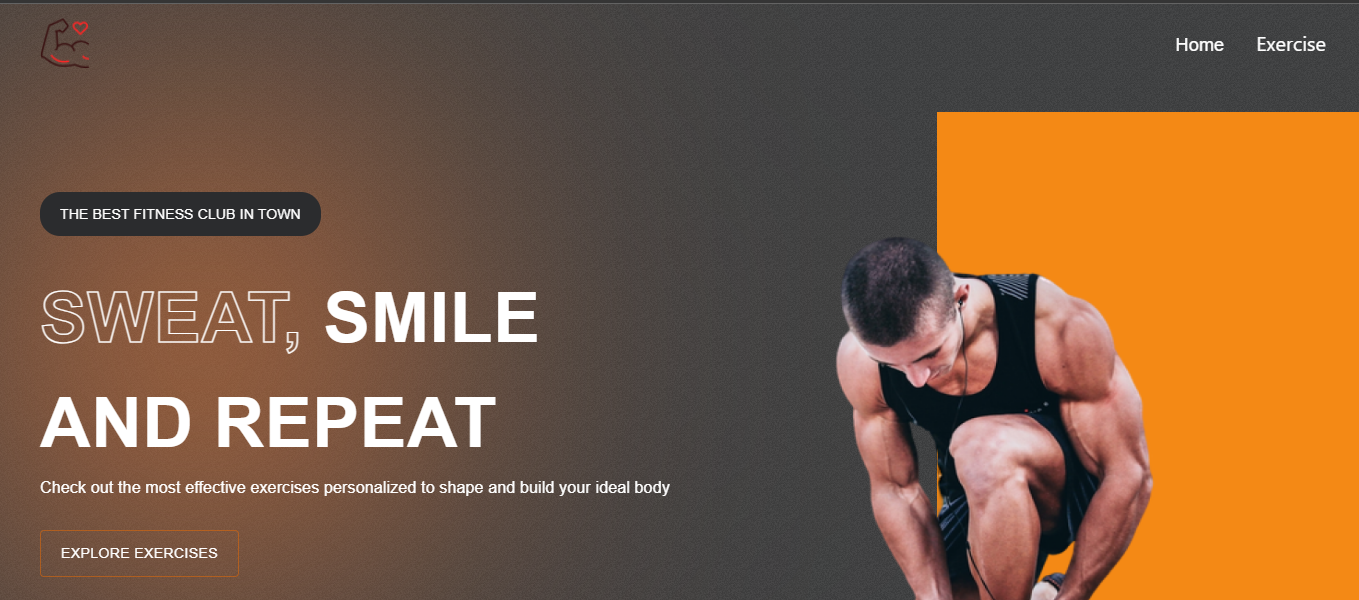 Home Exercise
THE BEST FITNESS CLUB IN TOWN
SWEAT, SMILE
AND REPEAT
Check out the most effective exercises personalized to shape and build your ideal body
EXPLORE EXERCISES